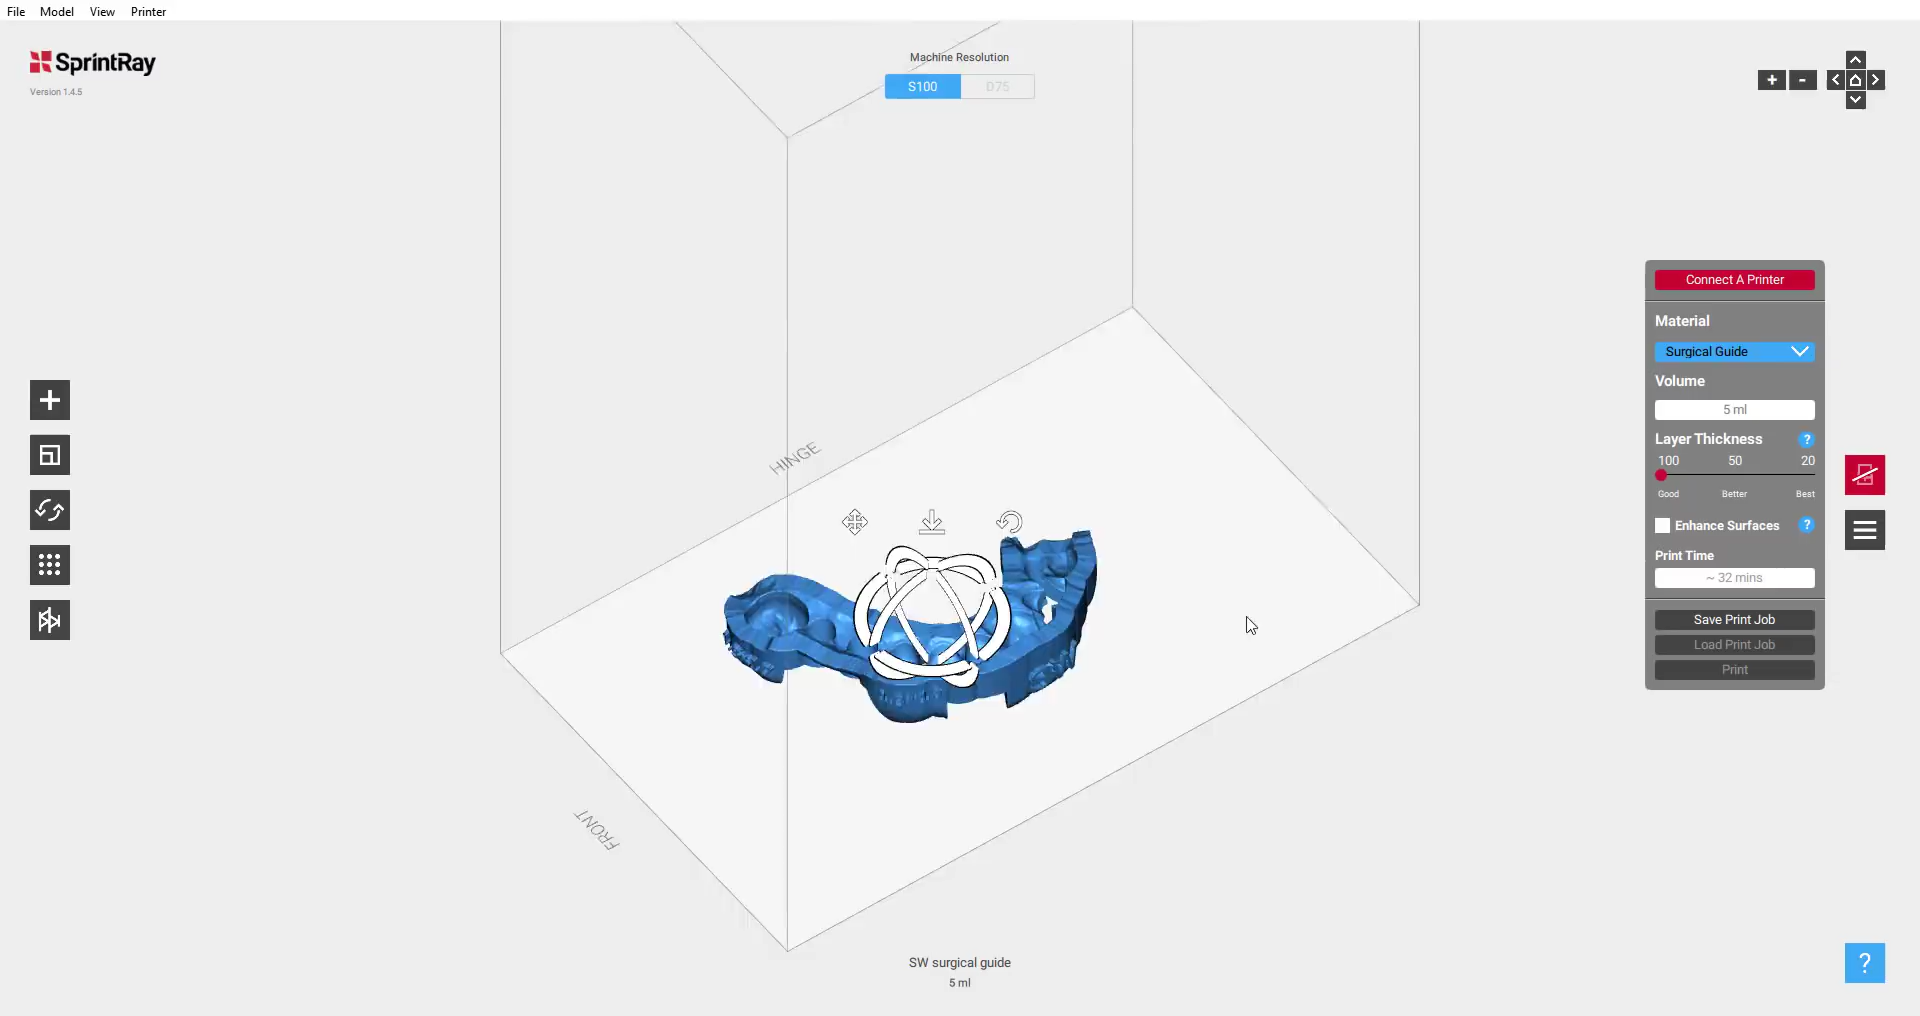 File Model View Printer
SprintRay
Version 1.4.5
Machine Resolution
S100 D75
+ -
HINGE
FRONT
Connect A Printer
Material
Surgical Guide
Volume
5 ml
Layer Thickness ?
100 50 20
Good Better Best
Enhance Surfaces ?
Print Time
~ 32 mins
Save Print Job
Load Print Job
Print
SW surgical guide
5 ml
?